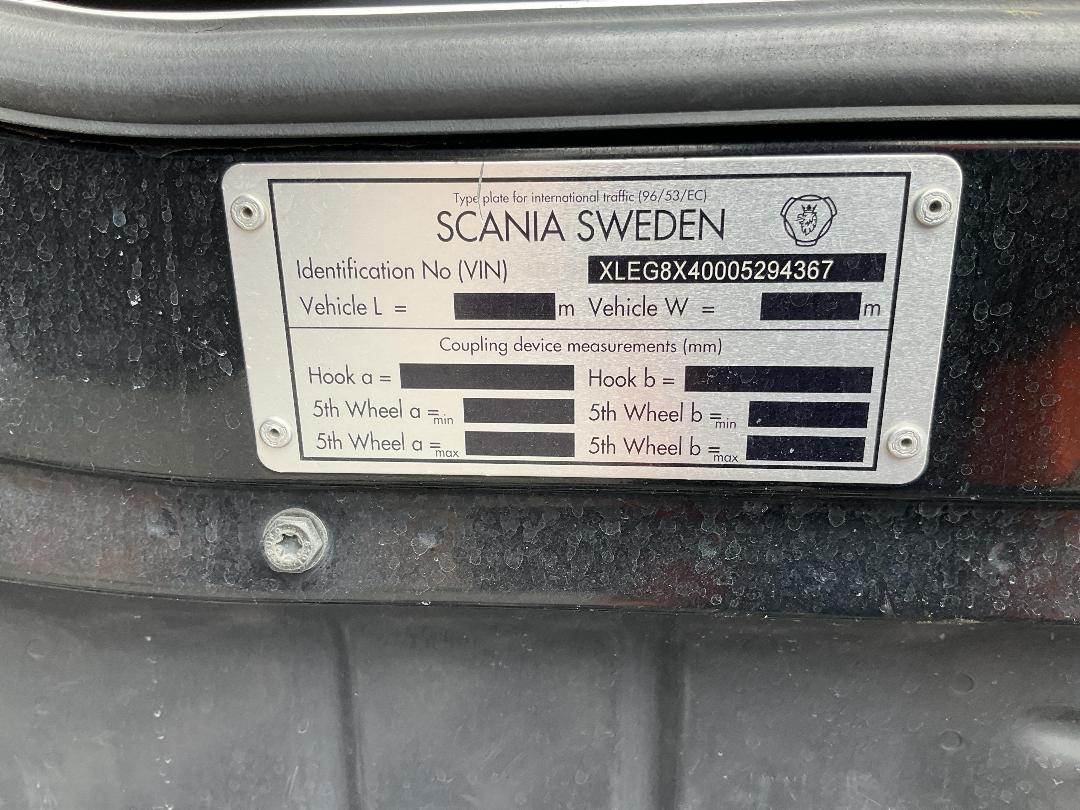 Type plate for international traffic (96/53/EC)
SCANIA SWEDEN
Identification No (VIN) XLEG8X40005294367
Vehicle L = m Vehicle W = m
Coupling device measurements (mm)
Hook a = Hook b =
5th Wheel a =min 5th Wheel b =min
5th Wheel a =max 5th Wheel b =max